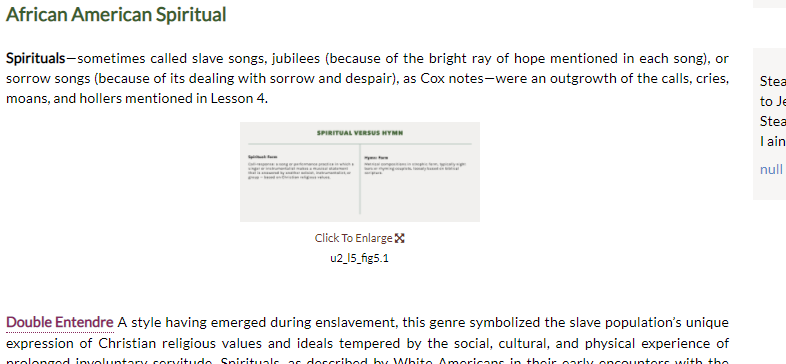 African American Spiritual
Spirituals—sometimes called slave songs, jubilees (because of the bright ray of hope mentioned in each song), or
sorrow songs (because of its dealing with sorrow and despair), as Cox notes—were an outgrowth of the calls, cries,
moans, and hollers mentioned in Lesson 4.
SPIRITUAL VERSUS HYMN
Spiritual: Form
Hymn: Form
Click To Enlarge
u2_l5_fig5.1
Double Entendre A style having emerged during enslavement, this genre symbolized the slave population's unique
expression of Christian religious values and ideals tempered by the social, cultural, and physical experience of
prolonged involuntary servitude. Spirituals, as described by White Americans in their early encounters with the
Stea
to Je
Stea
I ain
null